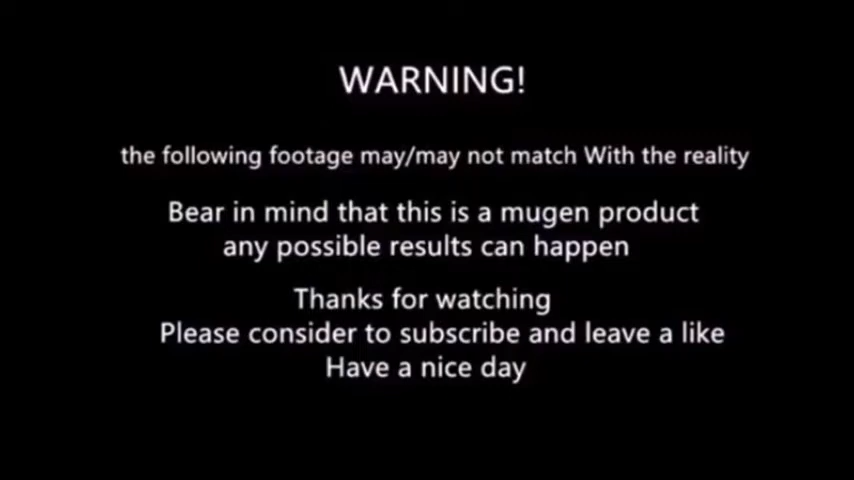 WARNING!
the following footage may/may not match With the reality
Bear in mind that this is a mugen product
any possible results can happen
Thanks for watching
Please consider to subscribe and leave a like
Have a nice day